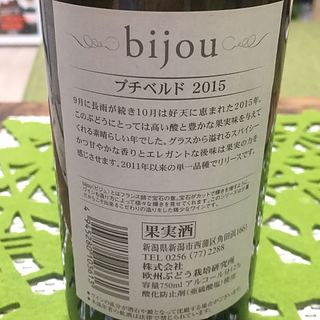 bijou
プチベルド 2015
9月に長雨が続き10月は好天に恵まれた2015年。
このぶどうにとっては高い酸と豊かな果実味を与えて
くれる素晴らしい年でした。グラスから溢れるスパイシー
かつ甘やかな香りとエレガントな後味は果実の力を
感じさせます。2011年以来の単一品種でリリースです。
果実酒
新潟県新潟市西蒲区角田浜1661
TEL 0256 (77) 2288
株式会社
欧州ぶどう栽培研究所
容量750ml アルコール分12%
酸化防止剤(亜硫酸塩)